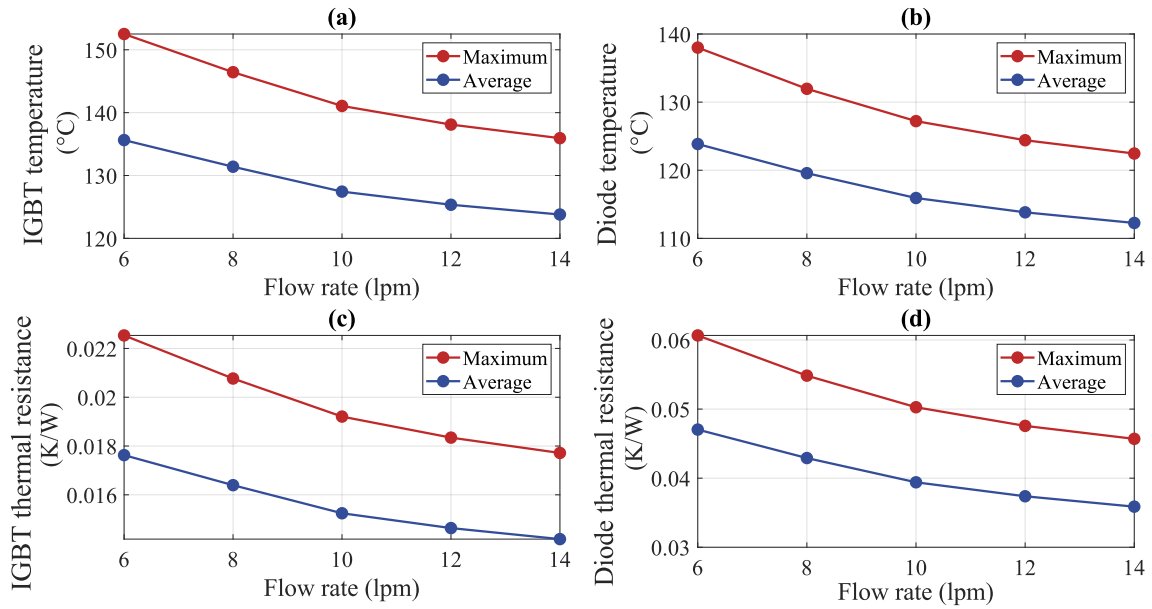 (a)
IGBT temperature
(°C)
150
140
130
120
6
8
10
12
14
Flow rate (lpm)
Maximum
Average
(b)
Diode temperature
(°C)
140
130
120
110
6
8
10
12
14
Flow rate (lpm)
Maximum
Average
(c)
IGBT thermal resistance
(K/W)
0.022
0.02
0.018
0.016
6
8
10
12
14
Flow rate (lpm)
Maximum
Average
(d)
Diode thermal resistance
(K/W)
0.06
0.05
0.04
0.03
6
8
10
12
14
Flow rate (lpm)
Maximum
Average